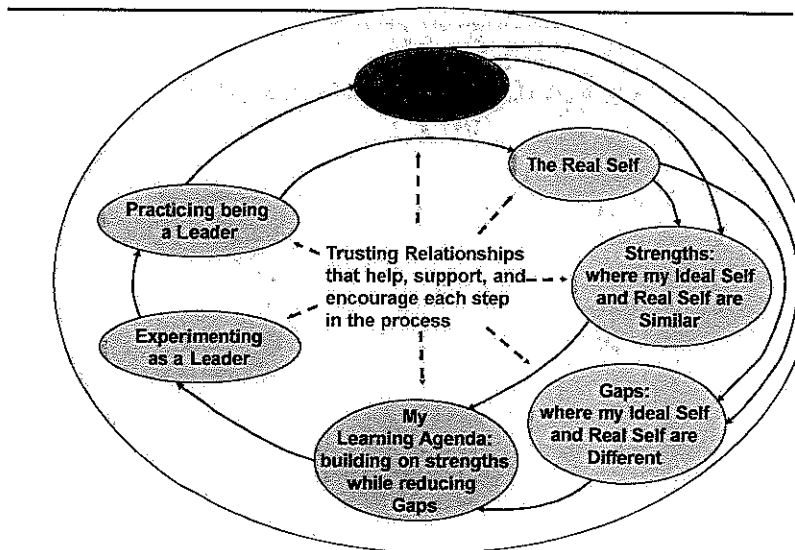 The Real Self
Practicing being
a Leader
Trusting Relationships
that help, support, and
encourage each step
in the process
Strengths:
where my Ideal Self
and Real Self are
Similar
Experimenting
as a Leader
Gaps:
where my Ideal Self
and Real Self are
Different
My
Learning Agenda:
building on strengths
while reducing
Gaps